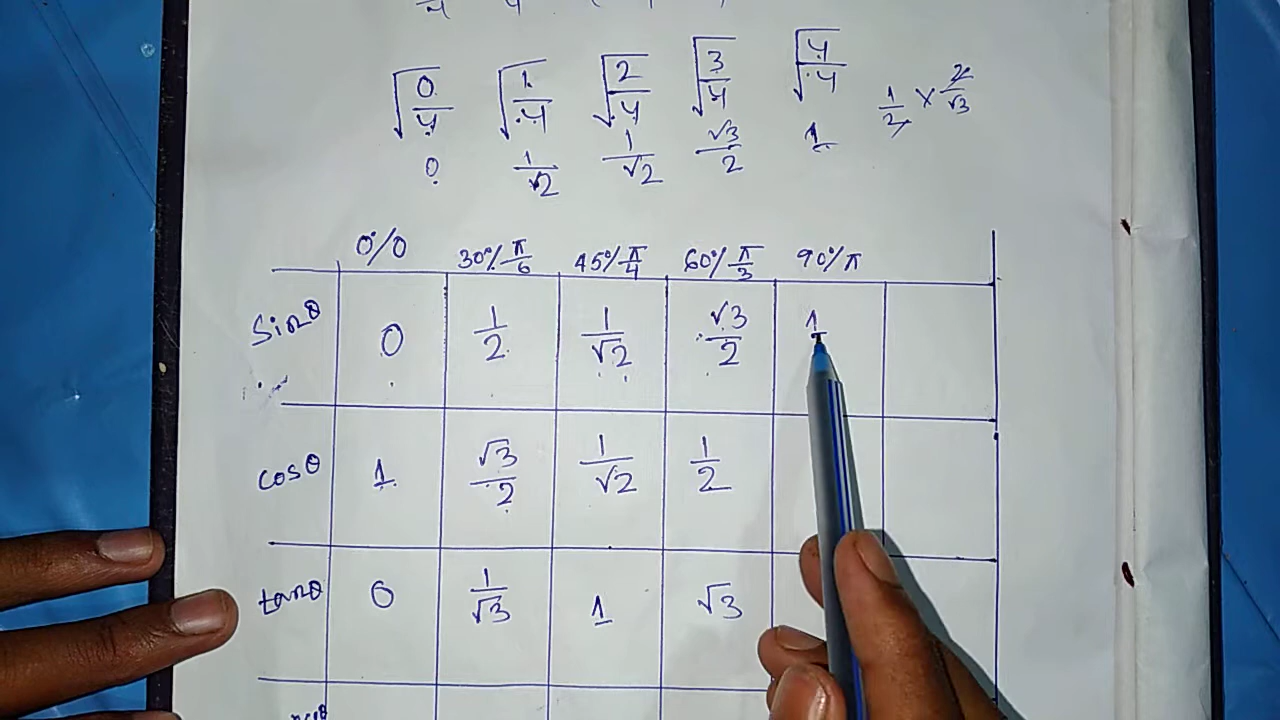 √0/4 √1/4 √2/4 √3/4 √4/4 1/2 × 2/√3
0 1/√2 1/√2 √3/2 1
0°/0 30°/π/6 45°/π/4 60°/π/3 90°/π
sinθ 0 1/2 1/√2 √3/2 1
cosθ 1 √3/2 1/√2 1/2
tanθ 0 1/√3 1 √3